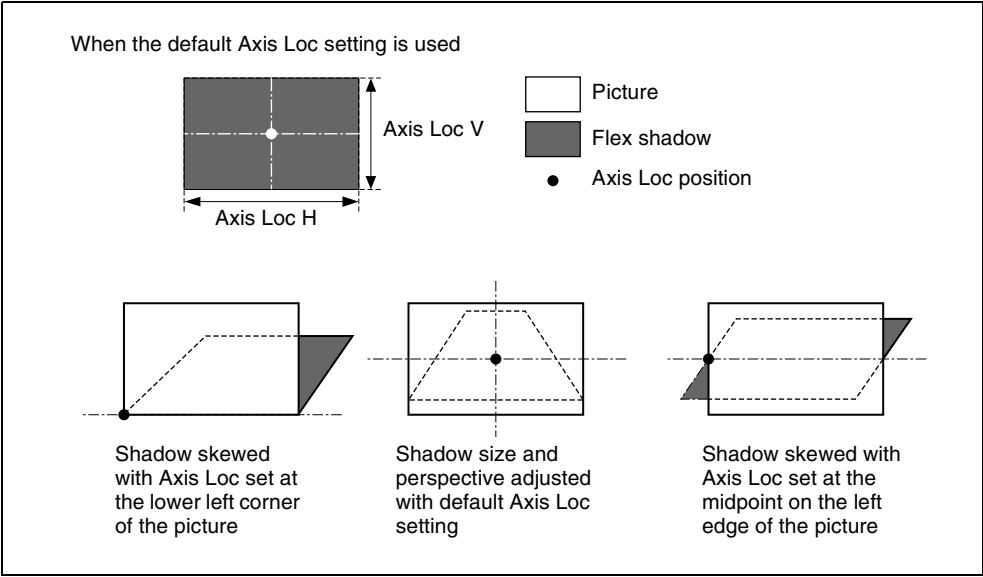 When the default Axis Loc setting is used
Picture
Axis Loc V
Flex shadow
Axis Loc position
Axis Loc H
Shadow skewed
with Axis Loc set at
the lower left corner
of the picture
Shadow size and
perspective adjusted
with default Axis Loc
setting
Shadow skewed with
Axis Loc set at the
midpoint on the left
edge of the picture